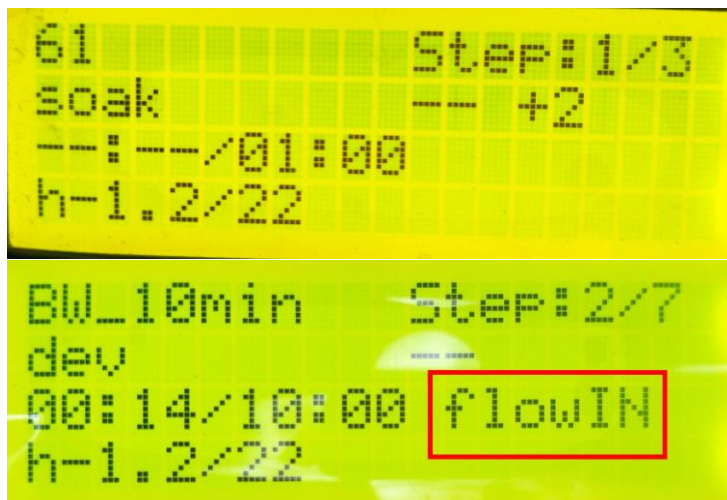 61 Step:1/3
soak -- +2
--:--/01:00
h-1.2/22
BW_10min Step:2/7
dev ---
00:14/10:00 flowIN
h-1.2/22